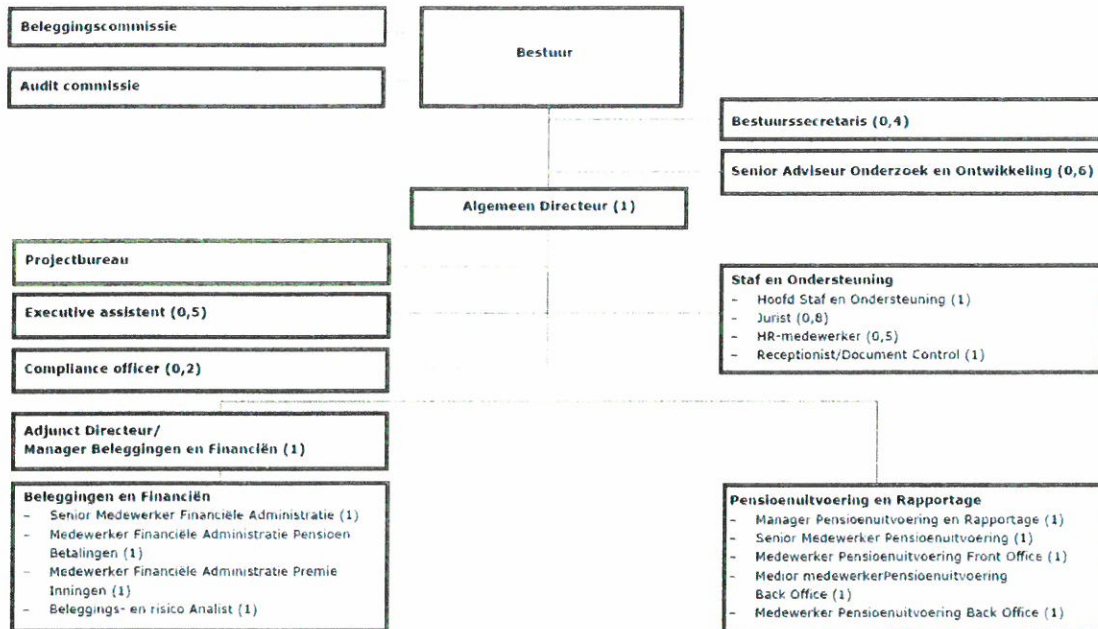 Beleggingscommissie
Bestuur
Audit commissie
Bestuurssecretaris (0,4)
Senior Adviseur Onderzoek en Ontwikkeling (0,6)
Algemeen Directeur (1)
Projectbureau
Executive assistent (0,5)
Compliance officer (0,2)
Staf en Ondersteuning
- Hoofd Staf en Ondersteuning (1)
- Jurist (0,8)
- HR-medewerker (0,5)
- Receptionist/Document Control (1)
Adjunct Directeur/
Manager Beleggingen en Financiën (1)
Beleggingen en Financiën
- Senior Medewerker Financiële Administratie (1)
- Medewerker Financiële Administratie Pensioen
Betalingen (1)
- Medewerker Financiële Administratie Premie
Inningen (1)
- Beleggings- en risico Analist (1)
Pensioenuitvoering en Rapportage
- Manager Pensioenuitvoering en Rapportage (1)
- Senior Medewerker Pensioenuitvoering (1)
- Medewerker Pensioenuitvoering Front Office (1)
- Medior medewerkerPensioenuitvoering
Back Office (1)
- Medewerker Pensioenuitvoering Back Office (1)